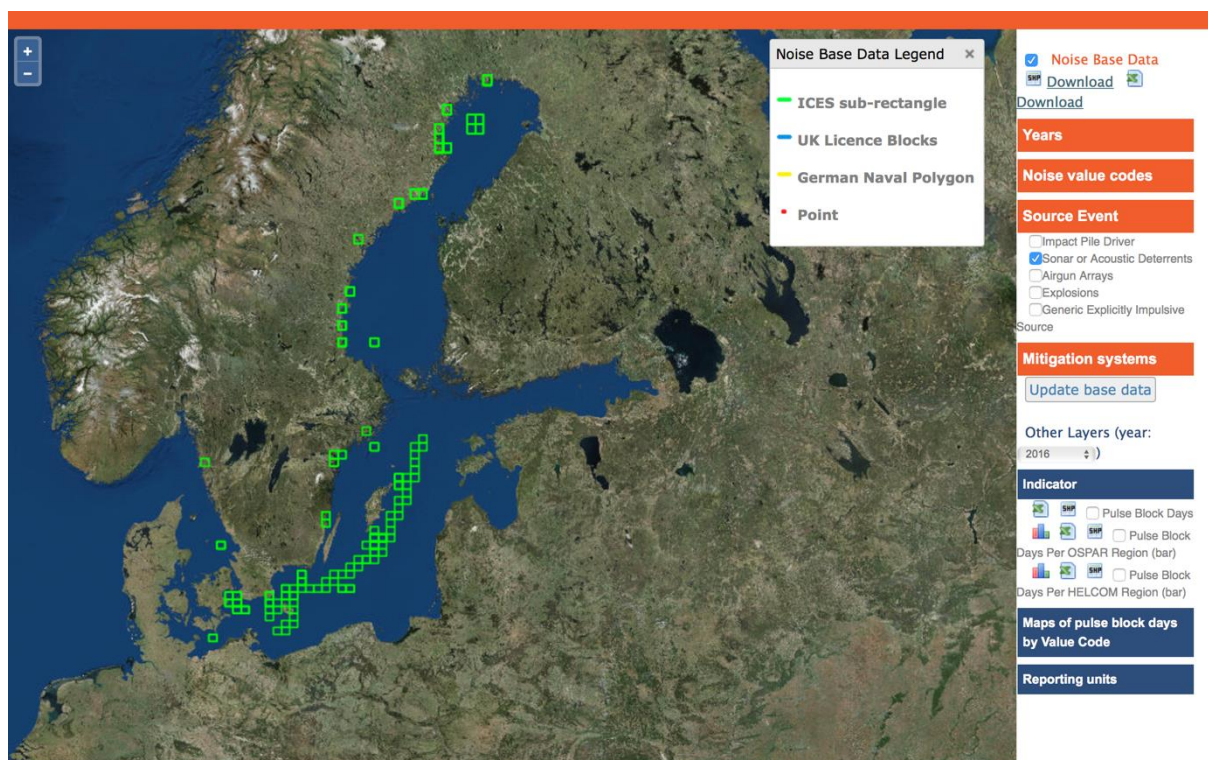 +
−
Noise Base Data Legend ×
ICES sub-rectangle
UK Licence Blocks
German Naval Polygon
Point
Noise Base Data
SHP Download
Download
Years
Noise value codes
Source Event
Impact Pile Driver
Sonar or Acoustic Deterrents
Airgun Arrays
Explosions
Generic Explicitly Impulsive
Source
Mitigation systems
Update base data
Other Layers (year:
2016 )
Indicator
SHP Pulse Block Days
SHP Pulse Block
Days Per OSPAR Region (bar)
SHP Pulse Block
Days Per HELCOM Region (bar)
Maps of pulse block days
by Value Code
Reporting units